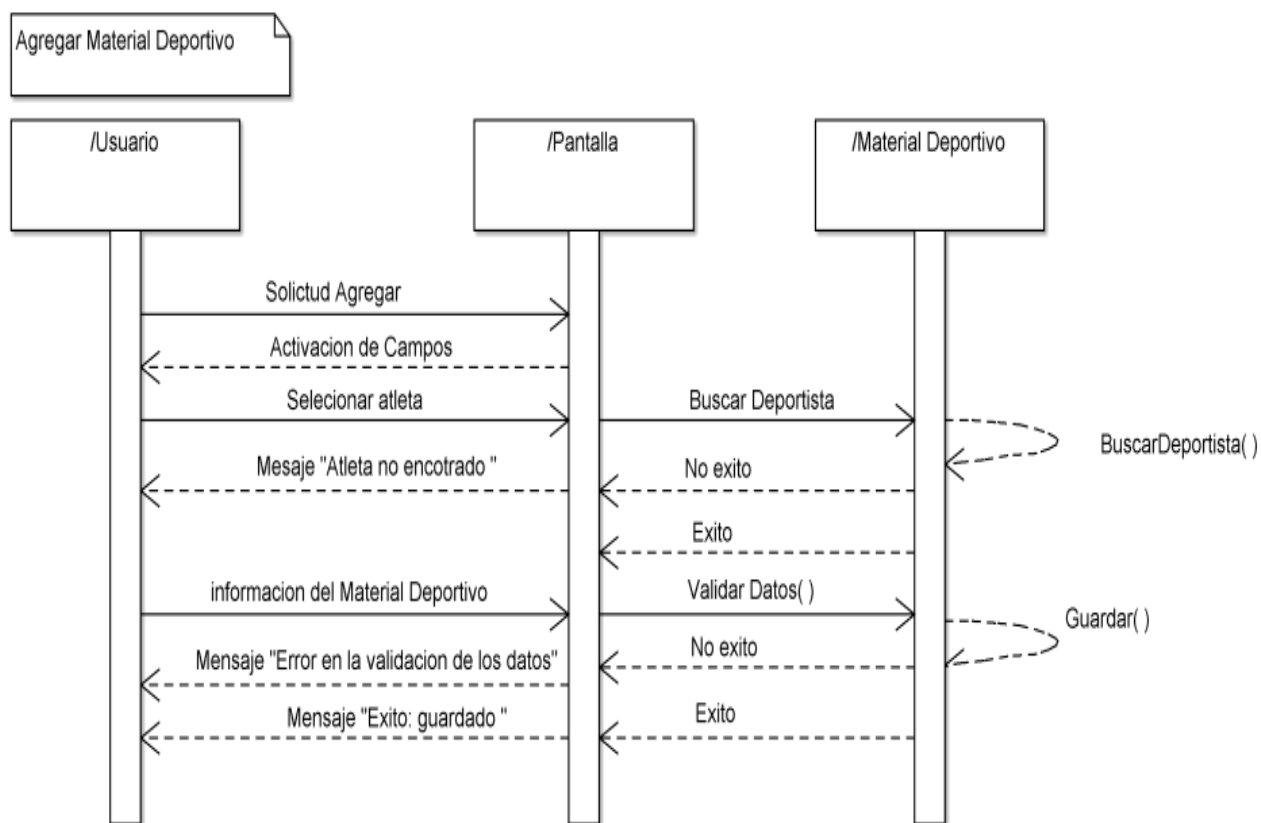 Agregar Material Deportivo
/Usuario
/Pantalla
/Material Deportivo
Solictud Agregar
Activacion de Campos
Selecionar atleta
Buscar Deportista
BuscarDeportista( )
Mesaje "Atleta no encotrado "
No exito
Exito
informacion del Material Deportivo
Validar Datos( )
Guardar( )
Mensaje "Error en la validacion de los datos"
No exito
Mensaje "Exito: guardado "
Exito